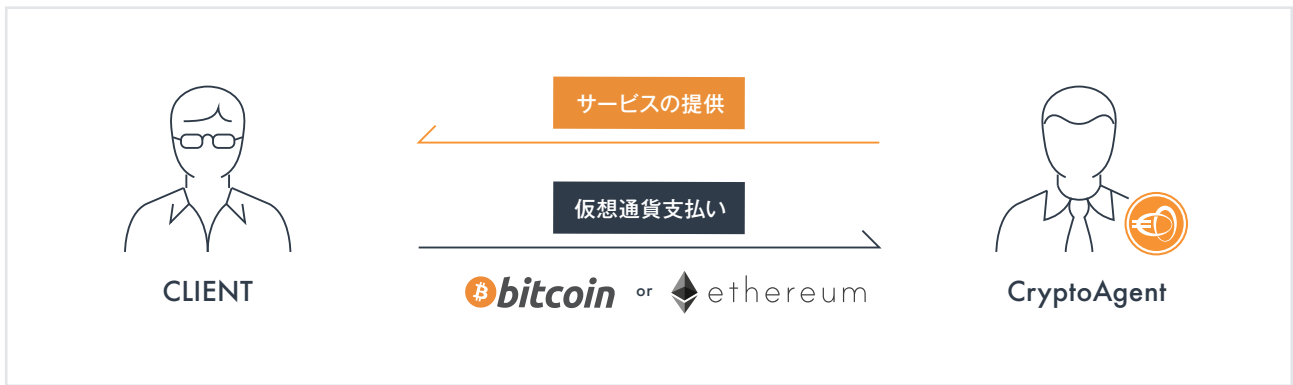 サービスの提供
仮想通貨支払い
CLIENT
bitcoin or ethereum
CryptoAgent